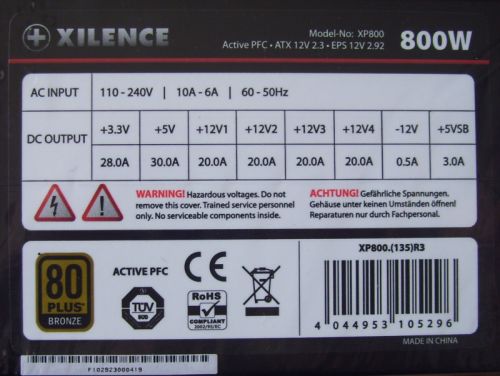 XILENCE
Model-No: XP800
Active PFC • ATX 12V 2.3 • EPS 12V 2.92
800W
AC INPUT 110 - 240V | 10A - 6A | 60 - 50Hz
DC OUTPUT +3.3V +5V +12V1 +12V2 +12V3 +12V4 -12V +5VSB
28.0A 30.0A 20.0A 20.0A 20.0A 20.0A 0.5A 3.0A
WARNING! Hazardous voltages. Do not
remove this cover. Trained service personnel
only. No serviceable components inside.
ACHTUNG! Gefährliche Spannungen.
Gehäuse unter keinen Umständen öffnen!
Reparaturen nur durch Fachpersonal.
80
PLUS
BRONZE
ACTIVE PFC
TÜV
SÜD
CE
RoHS
COMPLIANT
2002/95/EC
XP800.(135)R3
4 044953 105296
MADE IN CHINA
F102923000419